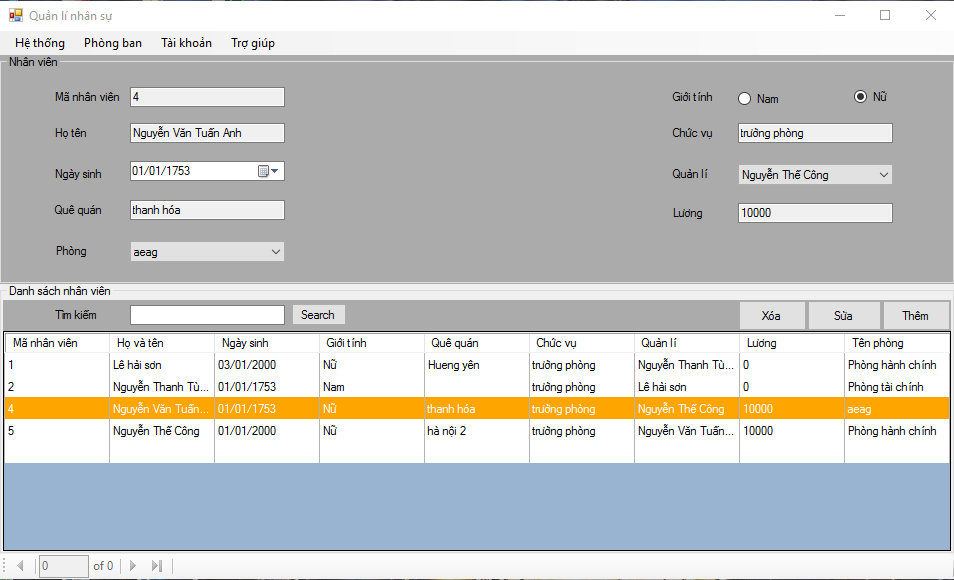 Quản lí nhân sự
Hệ thống Phòng ban Tài khoản Trợ giúp
Nhân viên
Mã nhân viên 4 Giới tính Nam Nữ
Họ tên Nguyễn Văn Tuấn Anh Chức vụ trưởng phòng
Ngày sinh 01/01/1753 Quản lí Nguyễn Thế Công
Quê quán thanh hóa Lương 10000
Phòng aeag
Danh sách nhân viên
Tìm kiếm Search Xóa Sửa Thêm
Mã nhân viên Họ và tên Ngày sinh Giới tính Quê quán Chức vụ Quản lí Lương Tên phòng
1 Lê hải sơn 03/01/2000 Nữ Hueng yên trưởng phòng Nguyễn Thanh Tù... 0 Phòng hành chính
2 Nguyễn Thanh Tù... 01/01/1753 Nam trưởng phòng Lê hải sơn 0 Phòng tài chính
4 Nguyễn Văn Tuấn... 01/01/1753 Nữ thanh hóa trưởng phòng Nguyễn Thế Công 10000 aeag
5 Nguyễn Thế Công 01/01/2000 Nữ hà nội 2 trưởng phòng Nguyễn Văn Tuấn... 10000 Phòng hành chính
0 of 0